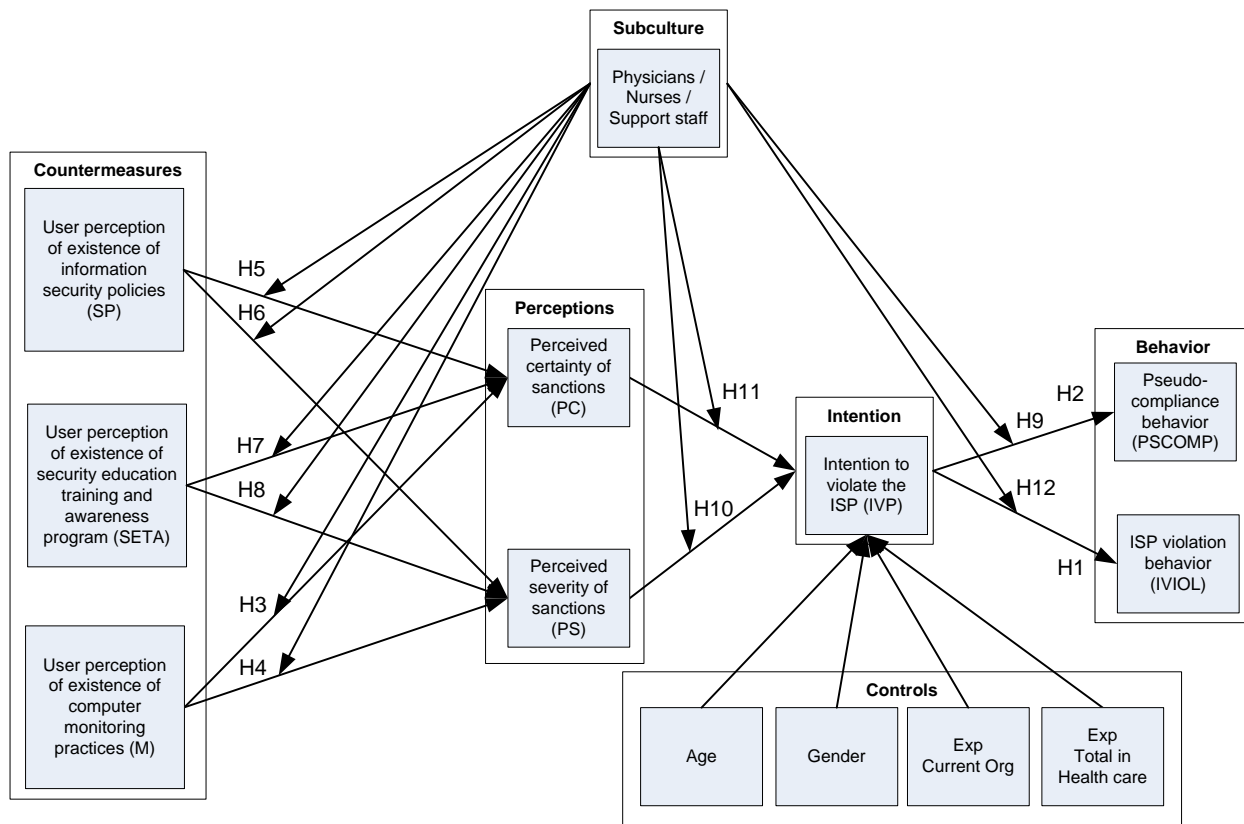 Subculture
Physicians /
Nurses /
Support staff
Countermeasures
User perception
of existence of
information
security policies
(SP)
User perception
of existence of
security education
training and
awareness
program (SETA)
User perception
of existence of
computer
monitoring
practices (M)
H5
H6
H7
H8
H3
H4
Perceptions
Perceived
certainty of
sanctions
(PC)
Perceived
severity of
sanctions
(PS)
H11
H10
Intention
Intention to
violate the
ISP (IVP)
H2
H9
H12
H1
Behavior
Pseudo-
compliance
behavior
(PSCOMP)
ISP violation
behavior
(IVIOL)
Controls
Age
Gender
Exp
Current Org
Exp
Total in
Health care